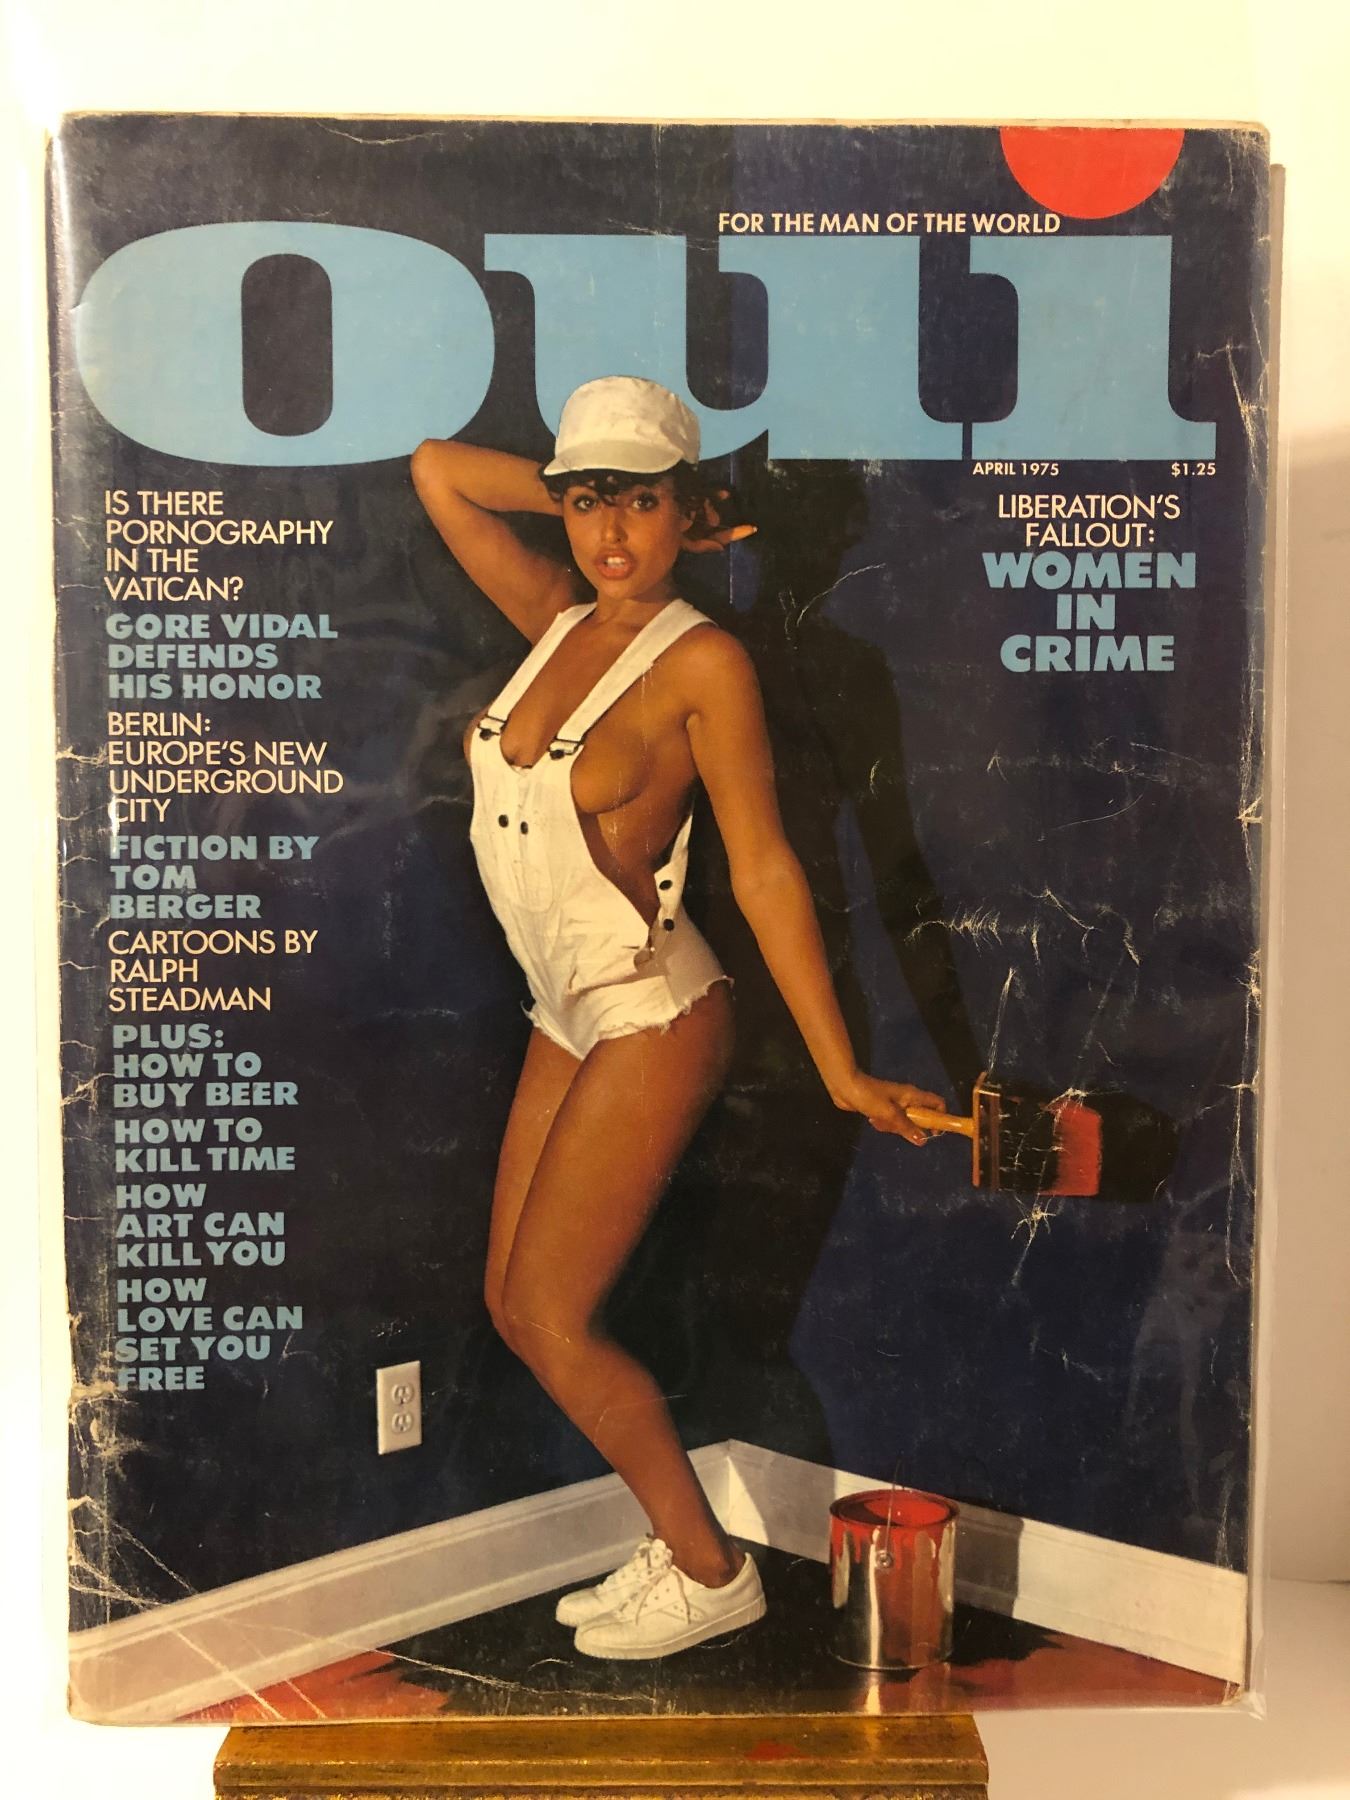 FOR THE MAN OF THE WORLD
oui
APRIL 1975 $1.25
IS THERE
PORNOGRAPHY
IN THE
VATICAN?
GORE VIDAL
DEFENDS
HIS HONOR
BERLIN:
EUROPE'S NEW
UNDERGROUND
CITY
FICTION BY
TOM
BERGER
CARTOONS BY
RALPH
STEADMAN
PLUS:
HOW TO
BUY BEER
HOW TO
KILL TIME
HOW
ART CAN
KILL YOU
HOW
LOVE CAN
SET YOU
FREE
LIBERATION'S
FALLOUT:
WOMEN
IN
CRIME